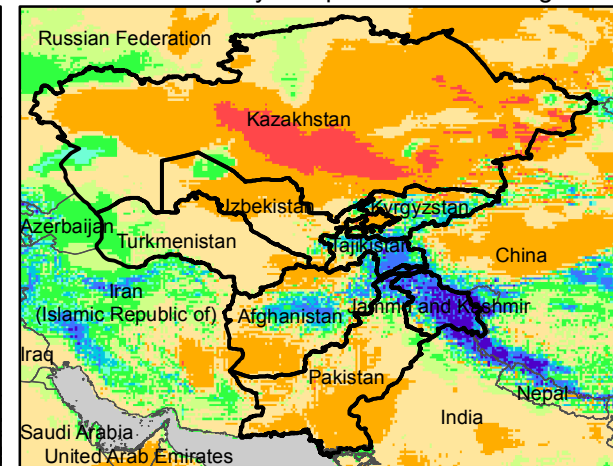 Russian Federation
Kazakhstan
Uzbekistan
Kyrgyzstan
Azerbaijan
Turkmenistan
Tajikistan
China
Iran
(Islamic Republic of)
Afghanistan
Jammu and Kashmir
Iraq
Pakistan
Nepal
India
Saudi Arabia
United Arab Emirates